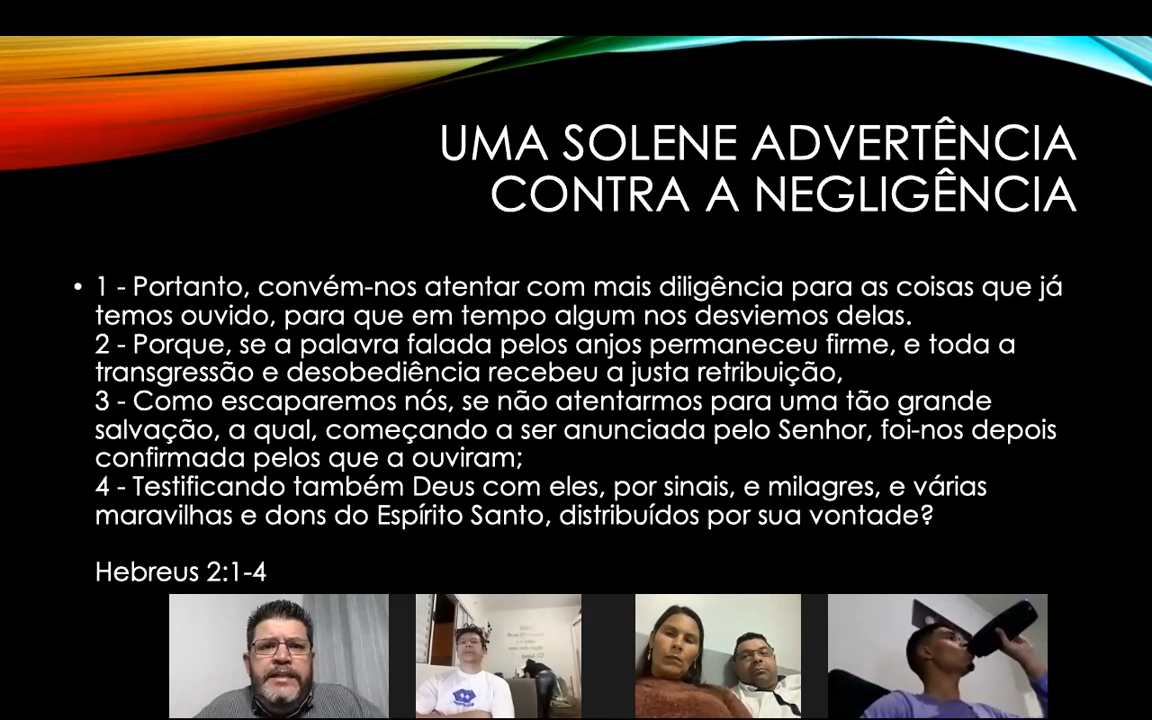 UMA SOLENE ADVERTÊNCIA
CONTRA A NEGLIGÊNCIA
• 1 - Portanto, convém-nos atentar com mais diligência para as coisas que já
temos ouvido, para que em tempo algum nos desviemos delas.
2 - Porque, se a palavra falada pelos anjos permaneceu firme, e toda a
transgressão e desobediência recebeu a justa retribuição,
3 - Como escaparemos nós, se não atentarmos para uma tão grande
salvação, a qual, começando a ser anunciada pelo Senhor, foi-nos depois
confirmada pelos que a ouviram;
4 - Testificando também Deus com eles, por sinais, e milagres, e várias
maravilhas e dons do Espírito Santo, distribuídos por sua vontade?
Hebreus 2:1-4